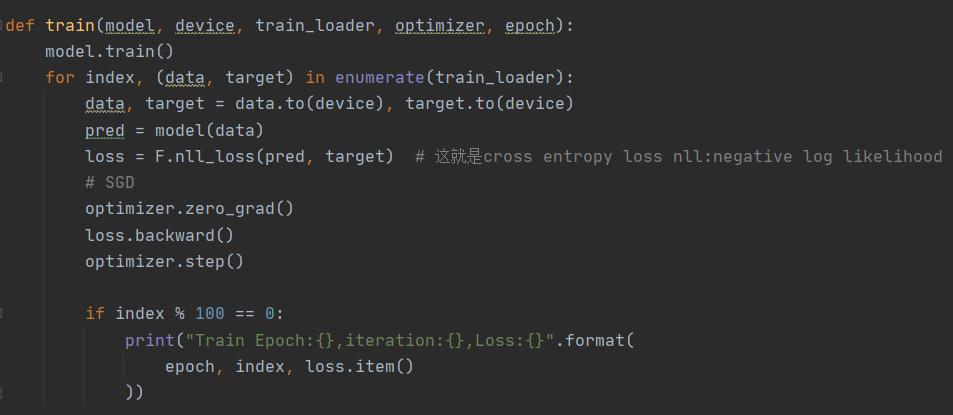 def train(model, device, train_loader, optimizer, epoch):
    model.train()
    for index, (data, target) in enumerate(train_loader):
        data, target = data.to(device), target.to(device)
        pred = model(data)
        loss = F.nll_loss(pred, target)  # 这就是cross entropy loss nll:negative log likelihood
        # SGD
        optimizer.zero_grad()
        loss.backward()
        optimizer.step()

        if index % 100 == 0:
            print("Train Epoch:{},iteration:{},Loss:{}".format(
                epoch, index, loss.item()
            ))